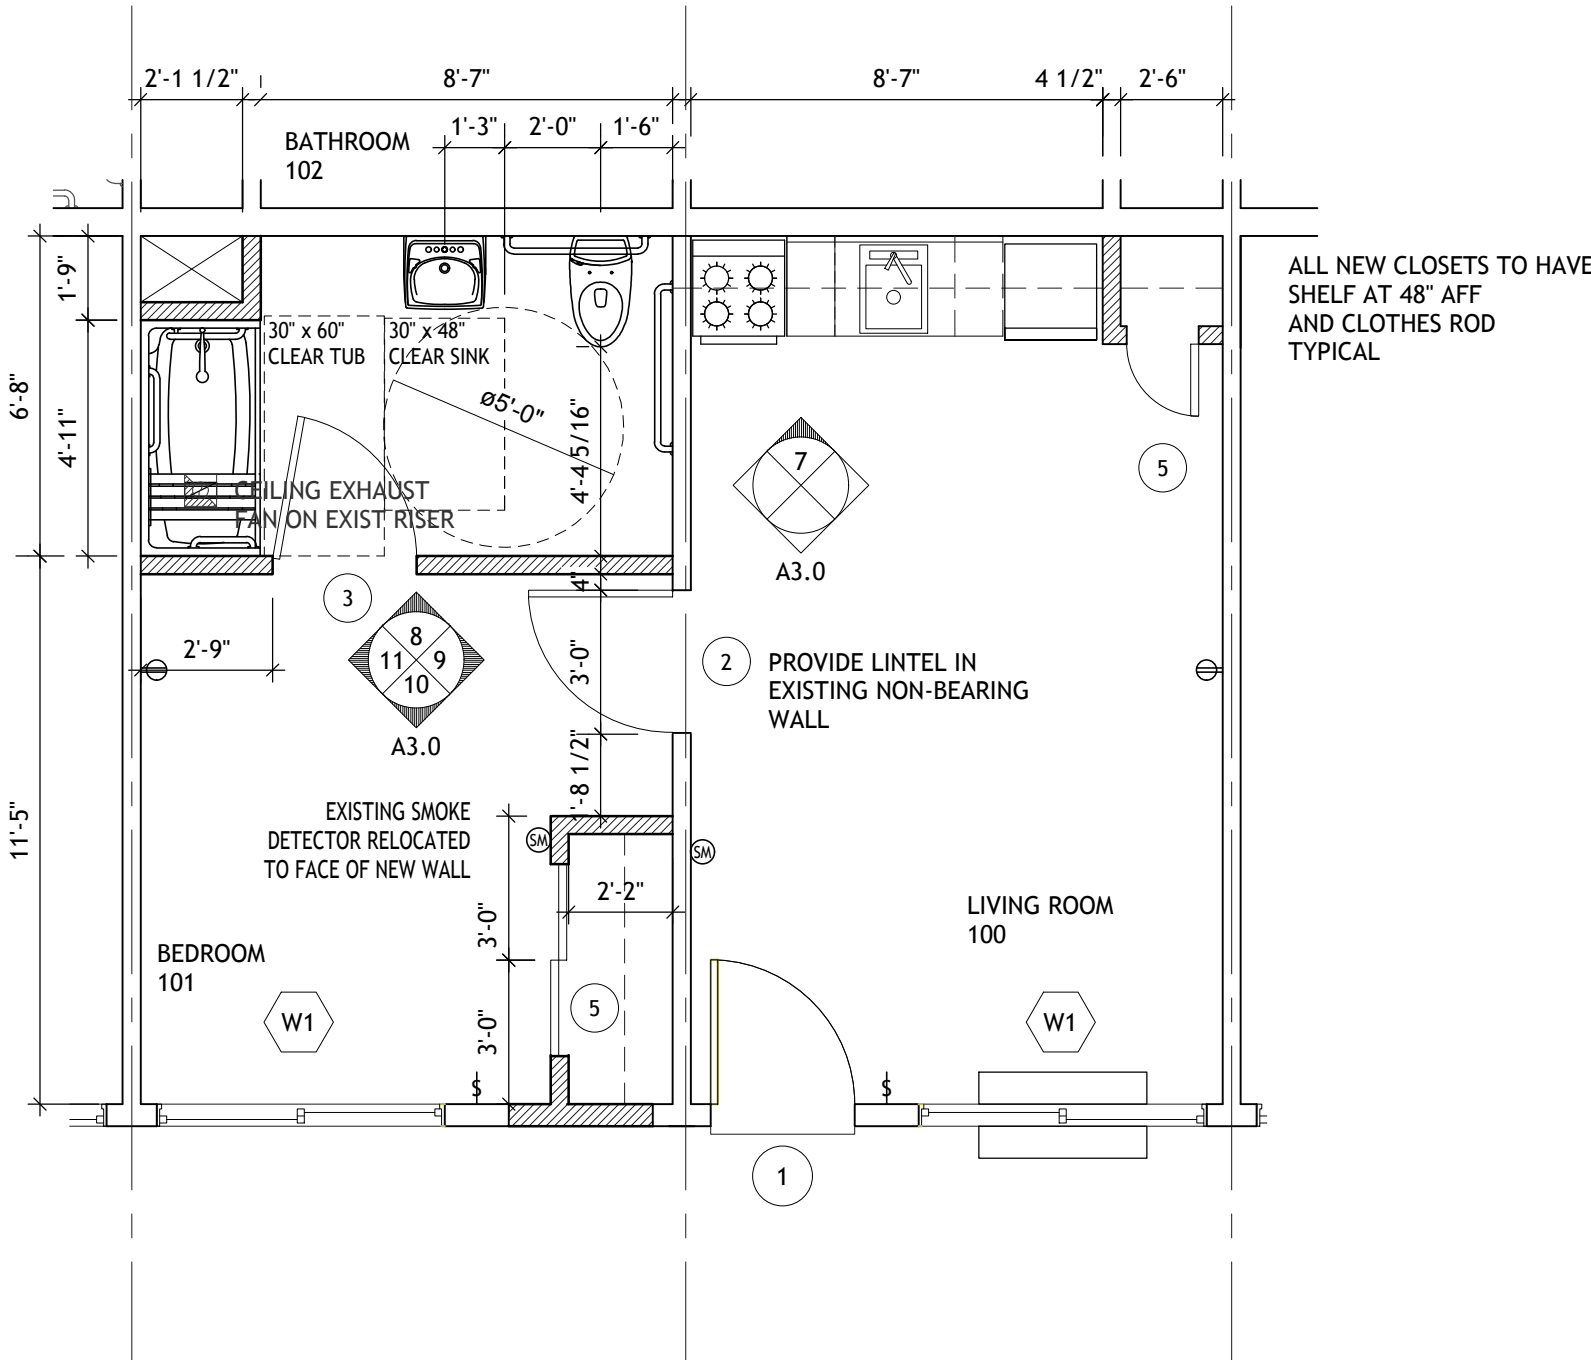 2'-1 1/2" 8'-7" 8'-7" 4 1/2" 2'-6"
1'-3" 2'-0" 1'-6"
BATHROOM
102
1'-9"
6'-8"
4'-11"
11'-5"
30" x 60"
CLEAR TUB
30" x 48"
CLEAR SINK
ø5'-0"
4'-4 5/16"
CEILING EXHAUST
FAN ON EXIST RISER
ALL NEW CLOSETS TO HAVE
SHELF AT 48" AFF
AND CLOTHES ROD
TYPICAL
7
A3.0
5
3
4"
2'-9"
8
11 9
10
A3.0
3'-0"
2
PROVIDE LINTEL IN
EXISTING NON-BEARING
WALL
'-8 1/2"
EXISTING SMOKE
DETECTOR RELOCATED
TO FACE OF NEW WALL
SM
SM
2'-2"
3'-0"
3'-0"
LIVING ROOM
100
BEDROOM
101
W1
5
W1
$
$
1